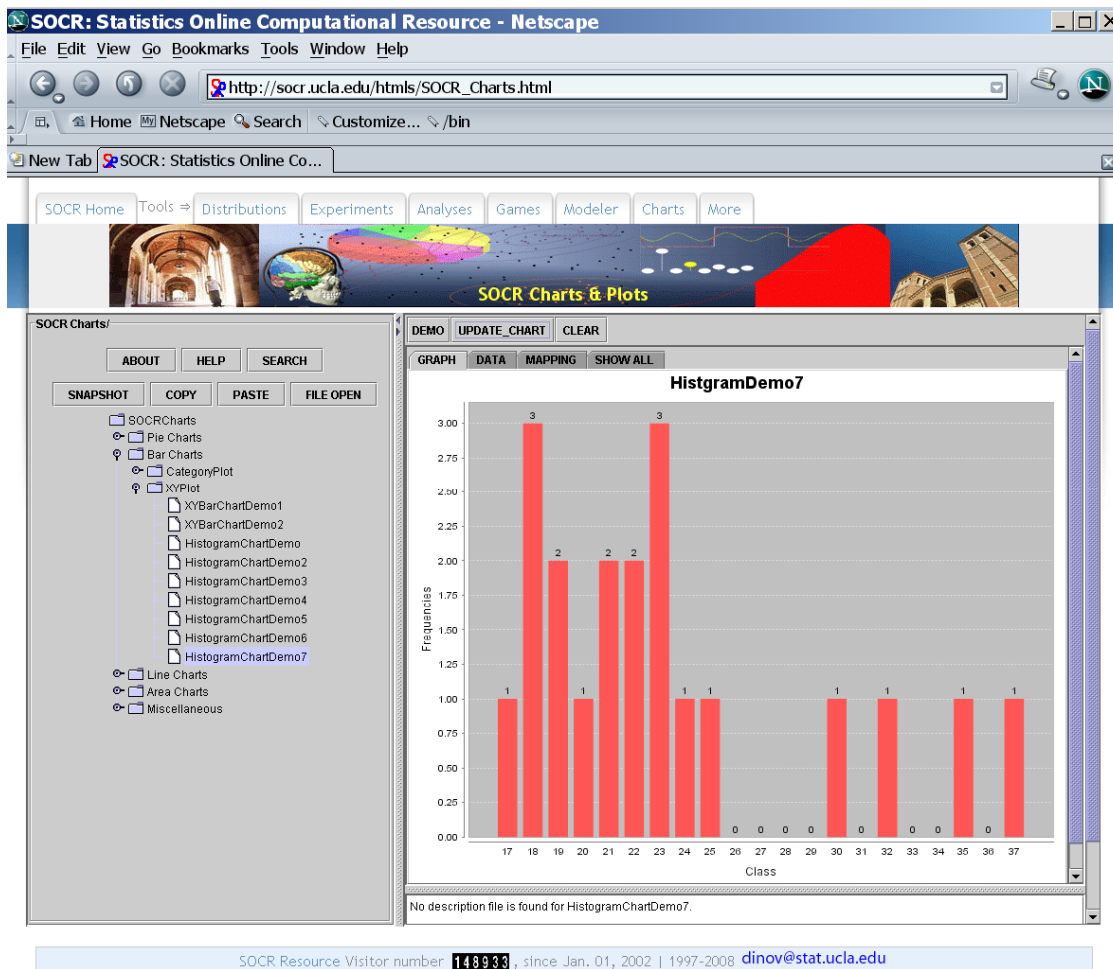 SOCR: Statistics Online Computational Resource - Netscape
File Edit View Go Bookmarks Tools Window Help
http://socr.ucla.edu/htmls/SOCR_Charts.html
N
Home My Netscape Search Customize... /bin
New Tab SOCR: Statistics Online Co...
SOCR Home Tools ⇒ Distributions Experiments Analyses Games Modeler Charts More
SOCR Charts & Plots
SOCR Charts/
ABOUT HELP SEARCH
SNAPSHOT COPY PASTE FILE OPEN
SOCRCharts
Pie Charts
Bar Charts
CategoryPlot
XYPlot
XYBarChartDemo1
XYBarChartDemo2
HistogramChartDemo
HistogramChartDemo2
HistogramChartDemo3
HistogramChartDemo4
HistogramChartDemo5
HistogramChartDemo6
HistogramChartDemo7
Line Charts
Area Charts
Miscellaneous
DEMO UPDATE_CHART CLEAR
GRAPH DATA MAPPING SHOW ALL
HistgramDemo7
Frequencies
3.00
2.75
2.50
2.25
2.00
1.75
1.50
1.25
1.00
0.75
0.50
0.25
0.00
1 3 2 1 2 2 3 1 1 0 0 0 0 1 0 1 0 0 1 0 1
17 18 19 20 21 22 23 24 25 26 27 28 29 30 31 32 33 34 35 36 37
Class
No description file is found for HistogramChartDemo7.
SOCR Resource Visitor number 148933 , since Jan. 01, 2002 | 1997-2008 dinov@stat.ucla.edu